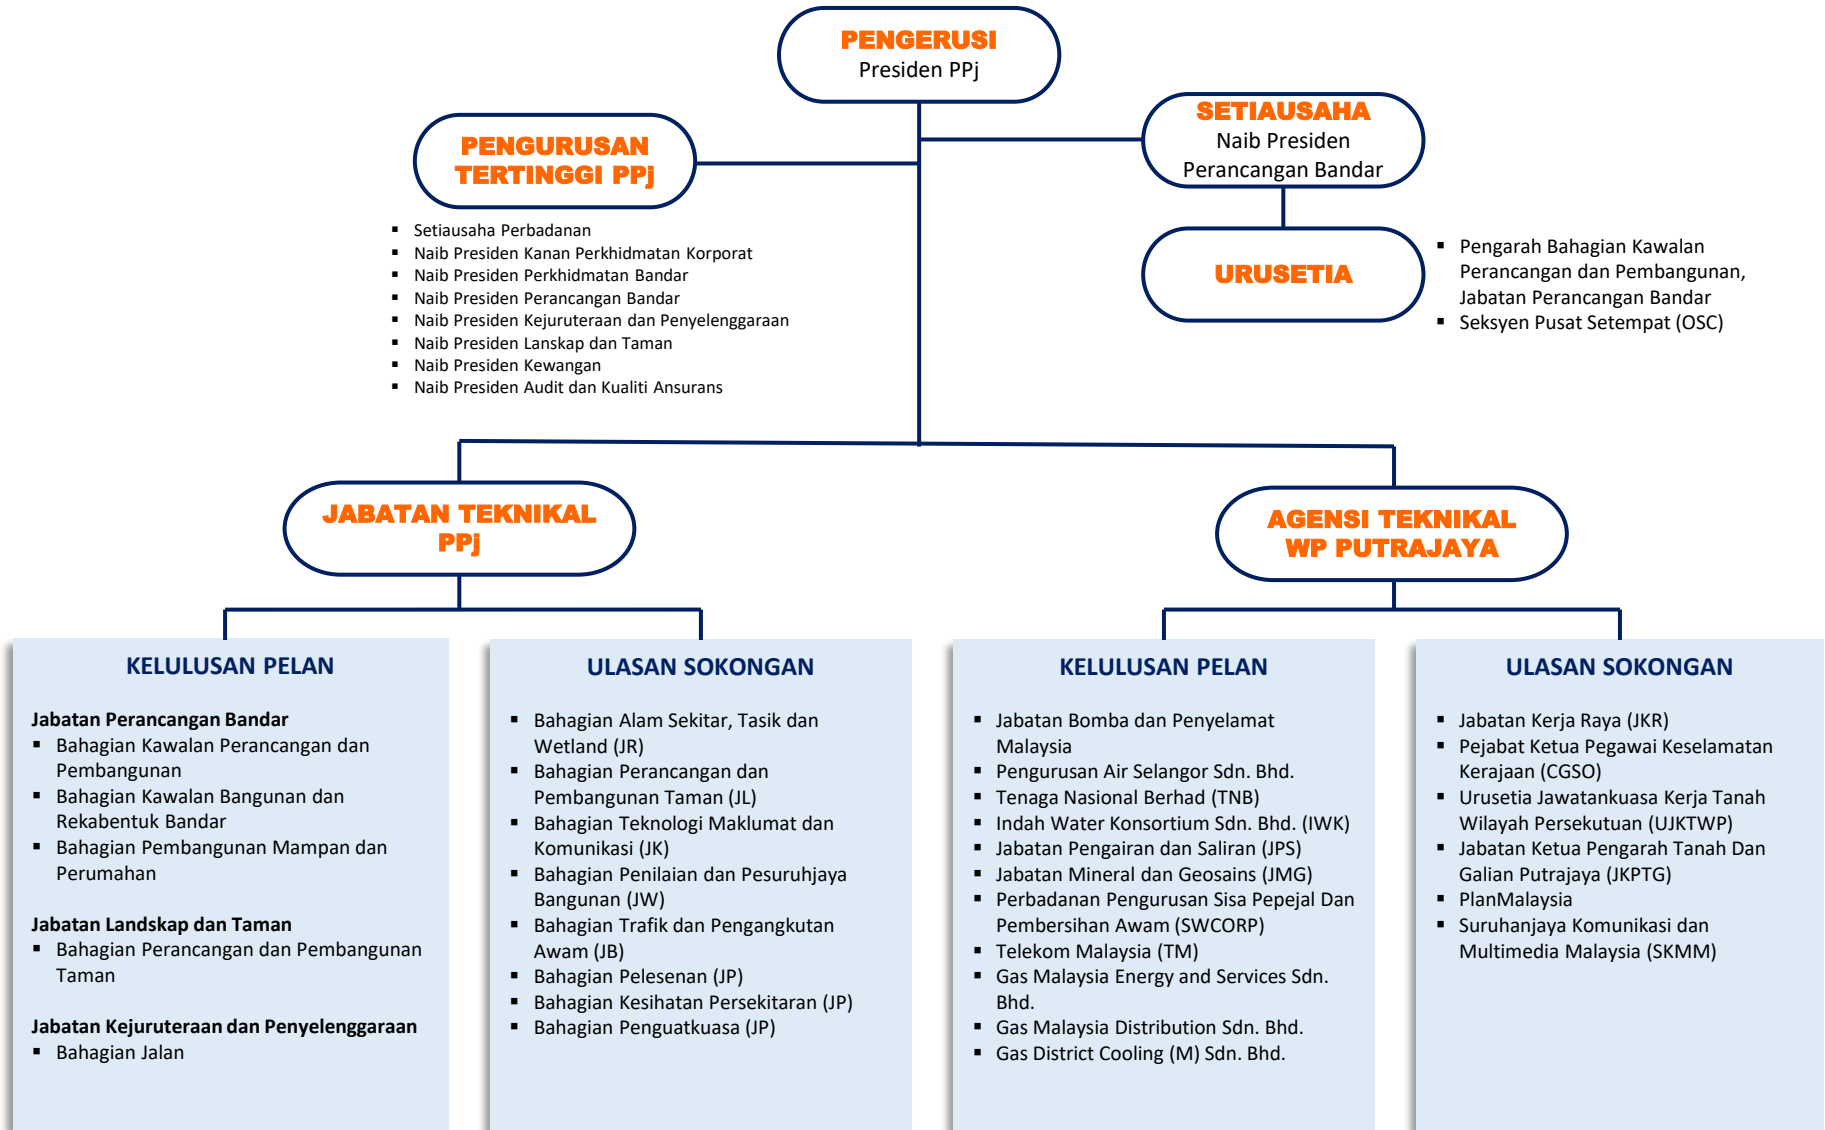 PENGERUSI
Presiden PPj
SETIAUSAHA
Naib Presiden
Perancangan Bandar
PENGURUSAN
TERTINGGI PPj
▪ Setiausaha Perbadanan
▪ Naib Presiden Kanan Perkhidmatan Korporat
▪ Naib Presiden Perkhidmatan Bandar
▪ Naib Presiden Perancangan Bandar
▪ Naib Presiden Kejuruteraan dan Penyelenggaraan
▪ Naib Presiden Lanskap dan Taman
▪ Naib Presiden Kewangan
▪ Naib Presiden Audit dan Kualiti Ansurans
URUSETIA
▪ Pengarah Bahagian Kawalan
Perancangan dan Pembangunan,
Jabatan Perancangan Bandar
▪ Seksyen Pusat Setempat (OSC)
JABATAN TEKNIKAL
PPj
AGENSI TEKNIKAL
WP PUTRAJAYA
KELULUSAN PELAN
Jabatan Perancangan Bandar
▪ Bahagian Kawalan Perancangan dan
Pembangunan
▪ Bahagian Kawalan Bangunan dan
Rekabentuk Bandar
▪ Bahagian Pembangunan Mampan dan
Perumahan
Jabatan Landskap dan Taman
▪ Bahagian Perancangan dan Pembangunan
Taman
Jabatan Kejuruteraan dan Penyelenggaraan
▪ Bahagian Jalan
ULASAN SOKONGAN
▪ Bahagian Alam Sekitar, Tasik dan
Wetland (JR)
▪ Bahagian Perancangan dan
Pembangunan Taman (JL)
▪ Bahagian Teknologi Maklumat dan
Komunikasi (JK)
▪ Bahagian Penilaian dan Pesuruhjaya
Bangunan (JW)
▪ Bahagian Trafik dan Pengangkutan
Awam (JB)
▪ Bahagian Pelesenan (JP)
▪ Bahagian Kesihatan Persekitaran (JP)
▪ Bahagian Penguatkuasa (JP)
KELULUSAN PELAN
▪ Jabatan Bomba dan Penyelamat
Malaysia
▪ Pengurusan Air Selangor Sdn. Bhd.
▪ Tenaga Nasional Berhad (TNB)
▪ Indah Water Konsortium Sdn. Bhd. (IWK)
▪ Jabatan Pengairan dan Saliran (JPS)
▪ Jabatan Mineral dan Geosains (JMG)
▪ Perbadanan Pengurusan Sisa Pepejal Dan
Pembersihan Awam (SWCORP)
▪ Telekom Malaysia (TM)
▪ Gas Malaysia Energy and Services Sdn.
Bhd.
▪ Gas Malaysia Distribution Sdn. Bhd.
▪ Gas District Cooling (M) Sdn. Bhd.
ULASAN SOKONGAN
▪ Jabatan Kerja Raya (JKR)
▪ Pejabat Ketua Pegawai Keselamatan
Kerajaan (CGSO)
▪ Urusetia Jawatankuasa Kerja Tanah
Wilayah Persekutuan (UJKTWP)
▪ Jabatan Ketua Pengarah Tanah Dan
Galian Putrajaya (JKPTG)
▪ PlanMalaysia
▪ Suruhanjaya Komunikasi dan
Multimedia Malaysia (SKMM)